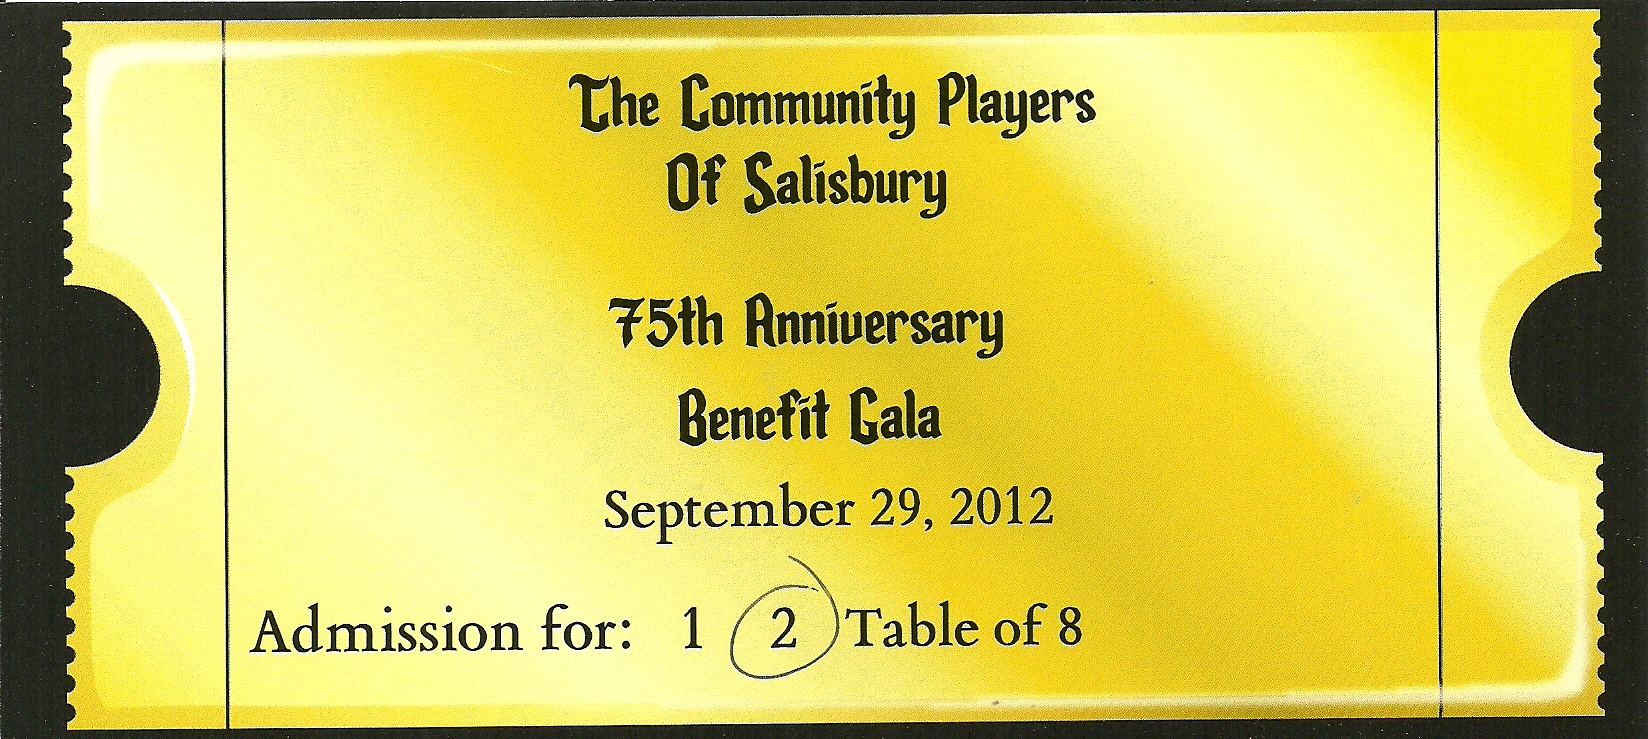 The Community Players
Of Salisbury
75th Anniversary
Benefit Gala
September 29, 2012
Admission for: 1 2 Table of 8